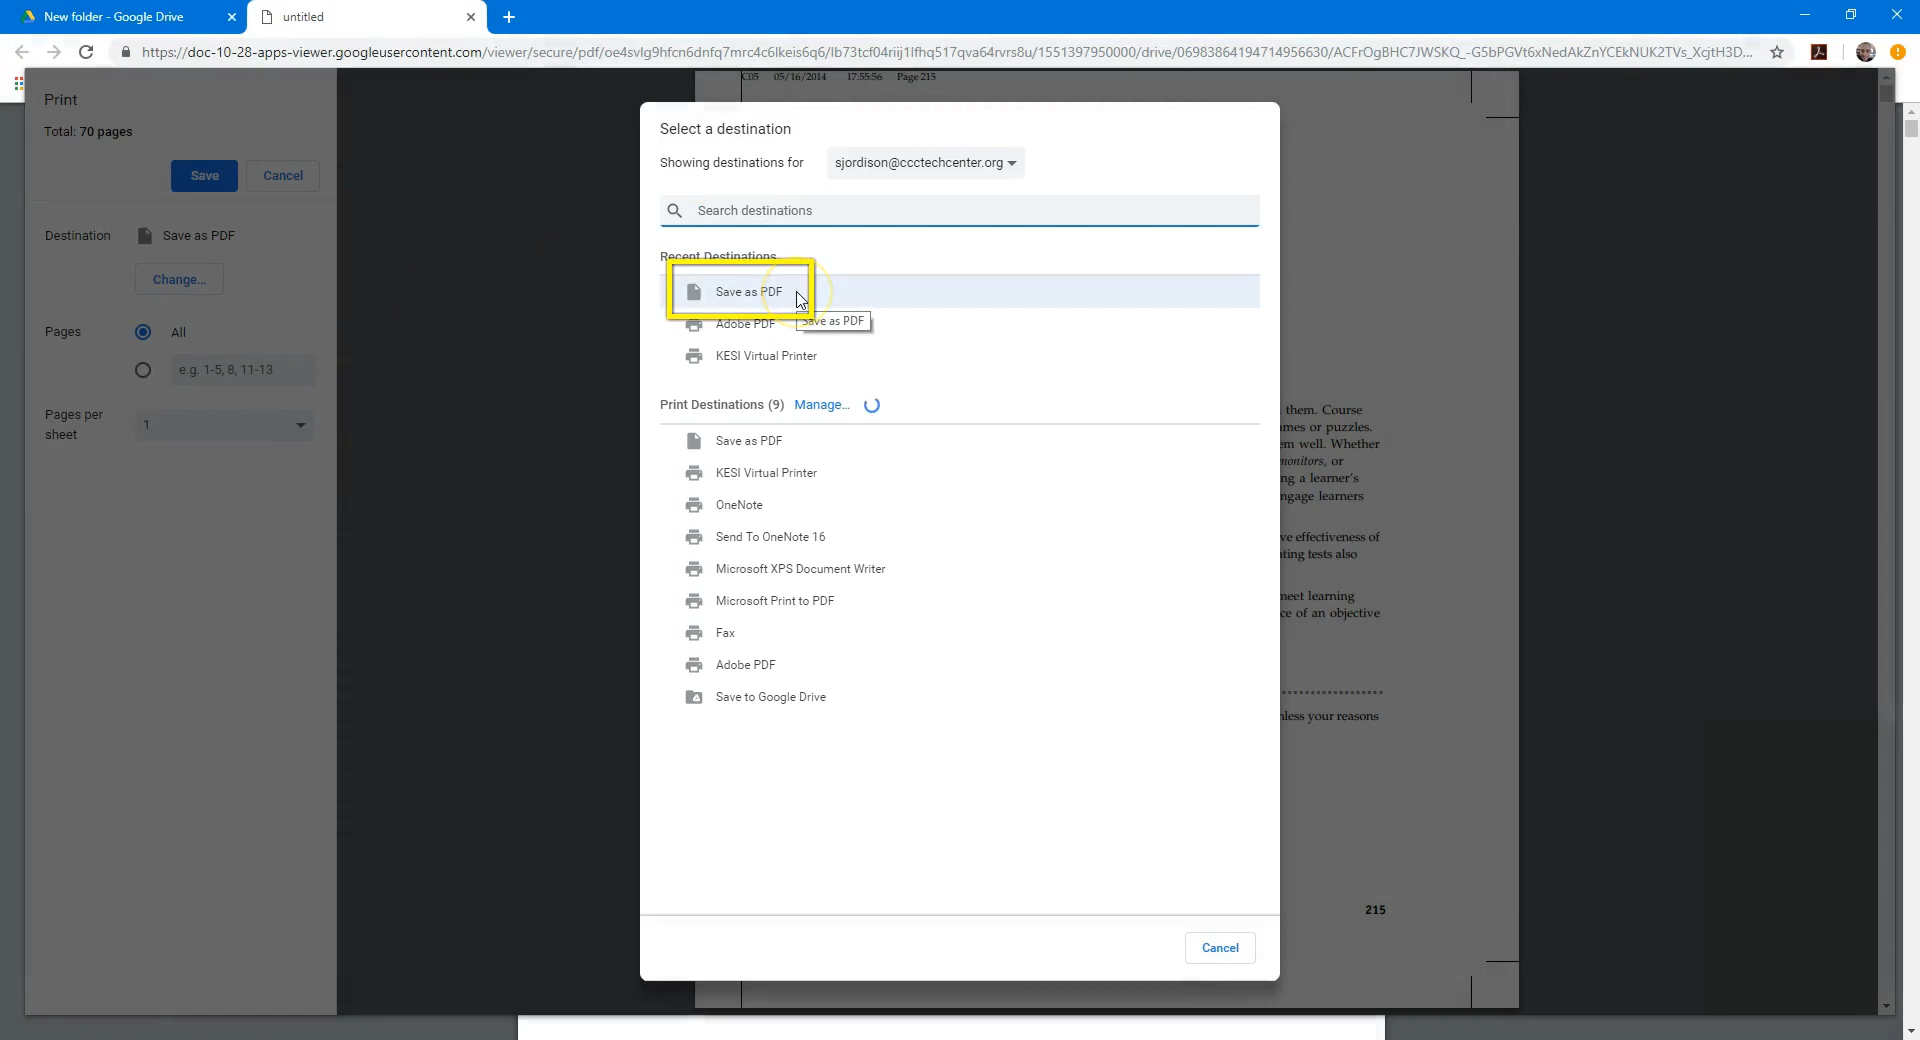 New folder - Google Drive
untitled
https://doc-10-28-apps-viewer.googleusercontent.com/viewer/secure/pdf/oe4svlg9hfcn6dnfq7mrc4c6lkeis6q6/lb73tcf04riij1lfhq517qva64rvrs8u/1551397950000/drive/06983864194714956630/ACFrOgBHC7JWSKQ_-G5bPGVt6xNedAkZnYCEkNUK2TVs_XcjtH3D...
Print
Total: 70 pages
Save
Cancel
Destination
Save as PDF
Change...
Pages
All
e.g. 1-5, 8, 11-13
Pages per
sheet
1
C05 05/16/2014 17:55:56 Page 215
Select a destination
Showing destinations for
sjordison@ccctechcenter.org
Search destinations
Recent Destinations
Save as PDF
Adobe PDF
Save as PDF
KESI Virtual Printer
Print Destinations (9) Manage...
Save as PDF
KESI Virtual Printer
OneNote
Send To OneNote 16
Microsoft XPS Document Writer
Microsoft Print to PDF
Fax
Adobe PDF
Save to Google Drive
Cancel
them. Course
mes or puzzles.
em well. Whether
monitors, or
ng a learner's
ngage learners
ve effectiveness of
ting tests also
meet learning
ce of an objective
nless your reasons
215